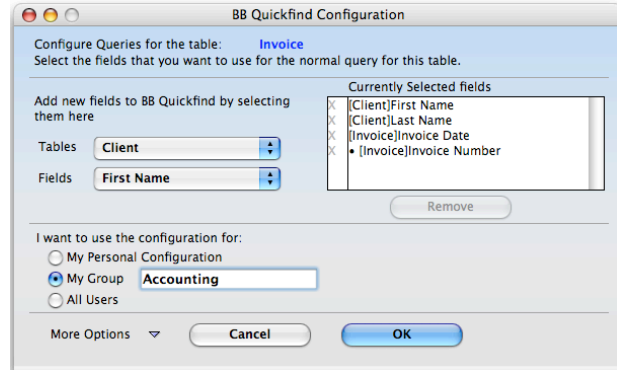 BB Quickfind Configuration
Configure Queries for the table: Invoice
Select the fields that you want to use for the normal query for this table.
Currently Selected fields
Add new fields to BB Quickfind by selecting
them here
X [Client]First Name
X [Client]Last Name
X [Invoice]Invoice Date
X • [Invoice]Invoice Number
Tables Client
Fields First Name
Remove
I want to use the configuration for:
My Personal Configuration
My Group Accounting
All Users
More Options Cancel OK